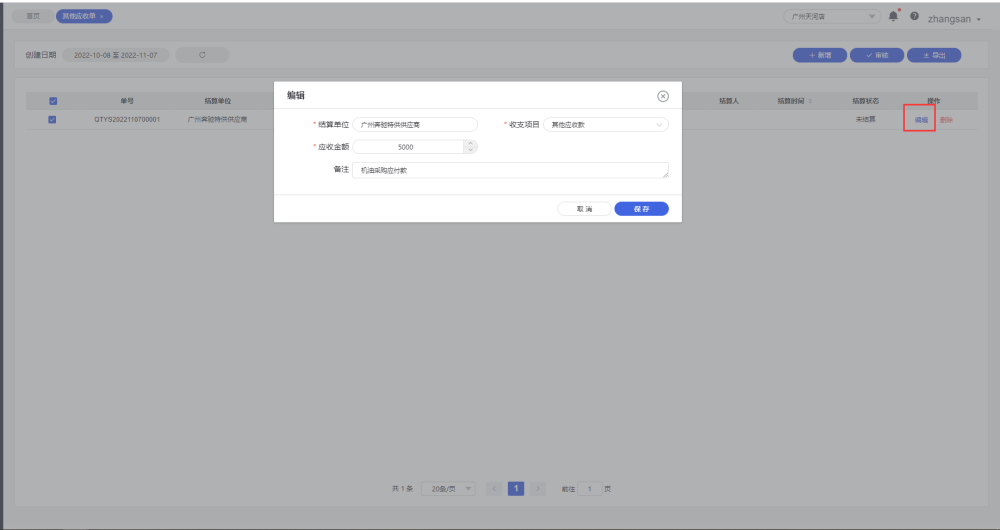 首页 其他应收单 ×
广州天河店 zhangsan
创建日期 2022-10-08 至 2022-11-07
+ 新增 审核 导出
单号 结算单位 结算人 结算时间 结算状态 操作
QTYS2022110700001 广州奔驰特供供应商 未结算 编辑 删除
编辑
* 结算单位 广州奔驰特供供应商 * 收支项目 其他应收款
* 应收金额 5000
备注 机油采购应付款
取消 保存
共 1 条 20条/页 < 1 > 前往 1 页